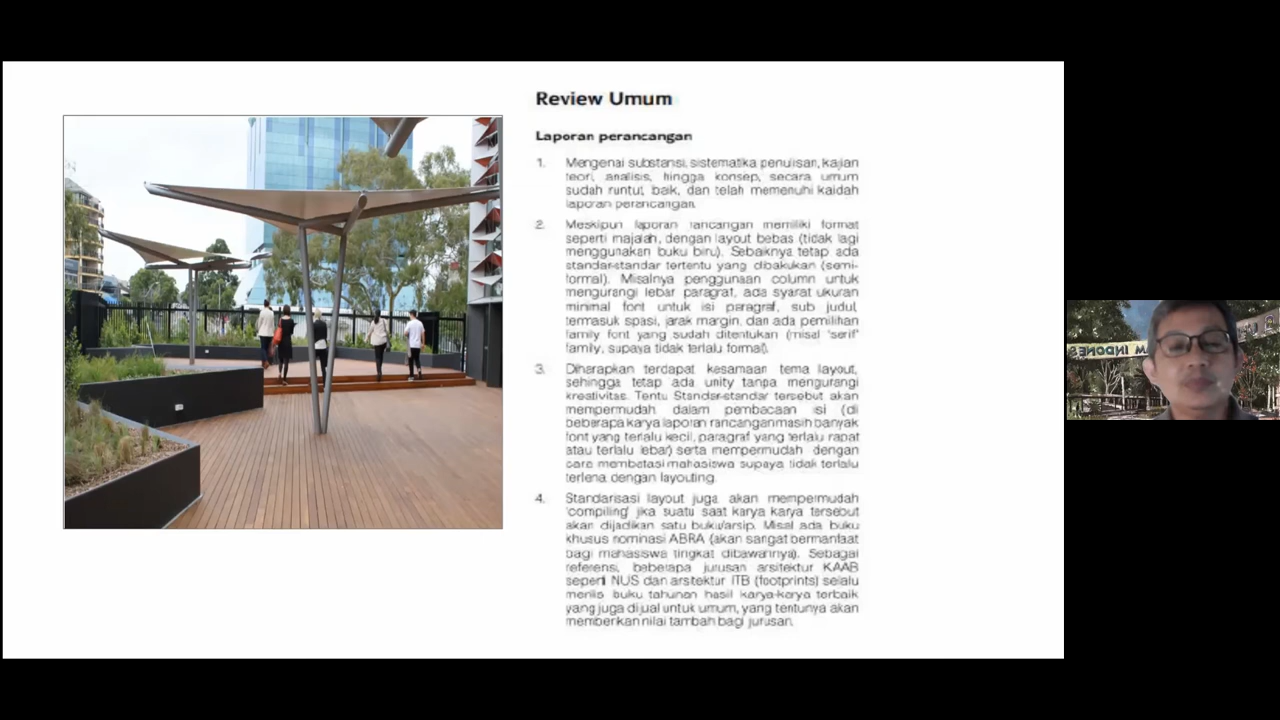 Review Umum
Laporan perancangan
1. Mengenai substansi, sistematika penulisan, kajian
teori, analisis, hingga konsep, secara umum
sudah runtut, baik, dan telah memenuhi kaidah
laporan perancangan.
2. Meskipun laporan rancangan memiliki format
seperti majalah, dengan layout bebas (tidak lagi
menggunakan buku biru). Sebaiknya tetap ada
standar-standar tertentu yang dibakukan (semi-
formal). Misalnya penggunaan column untuk
mengurangi lebar paragraf, ada syarat ukuran
minimal font untuk isi paragraf, sub judul,
termasuk spasi, jarak margin, dan ada pemilihan
family font yang sudah ditentukan (misal 'serif'
family, supaya tidak terlalu formal).
3. Diharapkan terdapat kesamaan tema layout,
sehingga tetap ada unity tanpa mengurangi
kreativitas. Tentu Standar-standar tersebut akan
mempermudah dalam pembacaan isi (di
beberapa karya laporan rancangan masih banyak
font yang terlalu kecil, paragraf yang terlalu rapat
atau terlalu lebar) serta mempermudah dengan
cara membatasi mahasiswa supaya tidak terlalu
terlena dengan layouting.
4. Standarisasi layout juga akan mempermudah
'compiling' jika suatu saat karya karya tersebut
akan dijadikan satu buku/arsip. Misal ada buku
khusus nominasi ABRA (akan sangat bermanfaat
bagi mahasiswa tingkat dibawahnya). Sebagai
referensi, beberapa jurusan arsitektur KAAB
seperti NUS dan arsitektur ITB (footprints) selalu
merilis buku tahunan hasil karya-karya terbaik
yang juga dijual untuk umum, yang tentunya akan
memberikan nilai tambah bagi jurusan.
M INDONES